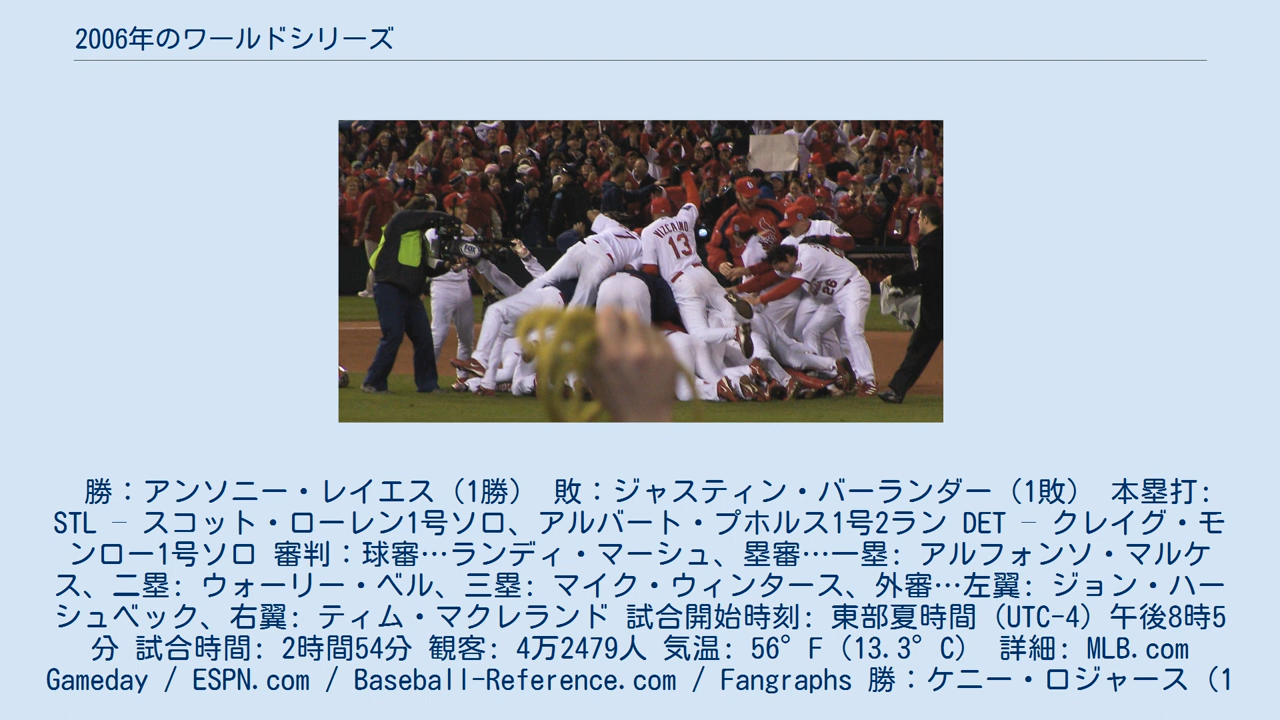 2006年のワールドシリーズ
VIZCAINO
13
26
FOX
勝：アンソニー・レイエス（1勝） 敗：ジャスティン・バーランダー（1敗） 本塁打:
STL – スコット・ローレン1号ソロ、アルバート・プホルス1号2ラン DET – クレイグ・モ
ンロー1号ソロ 審判：球審…ランディ・マーシュ、塁審…一塁: アルフォンソ・マルケ
ス、二塁: ウォーリー・ベル、三塁: マイク・ウィンタース、外審…左翼: ジョン・ハー
シュベック、右翼: ティム・マクレランド 試合開始時刻: 東部夏時間（UTC-4）午後8時5
分 試合時間: 2時間54分 観客: 4万2479人 気温: 56°F（13.3°C） 詳細: MLB.com
Gameday / ESPN.com / Baseball-Reference.com / Fangraphs 勝：ケニー・ロジャース（1